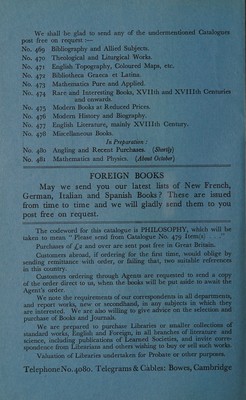 We shall be glad to send any of the undermentioned Catalogues
post free on request :—
No. 469 Bibliography and Allied Subjects.
No. 470 Theological and Liturgical Works.
No. 471 English Topography, Coloured Maps, etc.
No. 472 Bibliotheca Graeca et Latina.
No. 473 Mathematics Pure and Applied.
No. 474 Rare and Interesting Books, XVIIth and XVIIIth Centuries
and onwards.
No. 475 Modern Books at Reduced Prices.
No. 476 Modern History and Biography.
No. 477 English Literature, mainly XVIIIth Century.
No. 478 Miscellaneous Books.
In Preparation :
No. 480 Angling and Recent Purchases. (Shortly)
No. 481 Mathematics and Physics. (About October)
FOREIGN BOOKS
May we send you our latest lists of New French,
German, Italian and Spanish Books? These are issued
from time to time and we will gladly send them to you
post free on request.
The codeword for this catalogue is PHILOSOPHY, which will be
taken to mean "Please send from Catalogue No. 479 Item(s) . . ."
Purchases of £2 and over are sent post free in Great Britain.
Customers abroad, if ordering for the first time, would oblige by
sending remittance with order, or failing that, two suitable references
in this country.
Customers ordering through Agents are requested to send a copy
of the order direct to us, when the books will be put aside to await the
Agent's order.
We note the requirements of our correspondents in all departments,
and report works, new or secondhand, in any subjects in which they
are interested. We are also willing to give advice on the selection and
purchase of Books and Journals.
We are prepared to purchase Libraries or smaller collections of
standard works, English and Foreign, in all branches of literature and
science, including publications of Learned Societies, and invite corre-
spondence from Librarians and others wishing to buy or sell such works.
Valuation of Libraries undertaken for Probate or other purposes.
Telephone No. 4080. Telegrams & Cables: Bowes, Cambridge